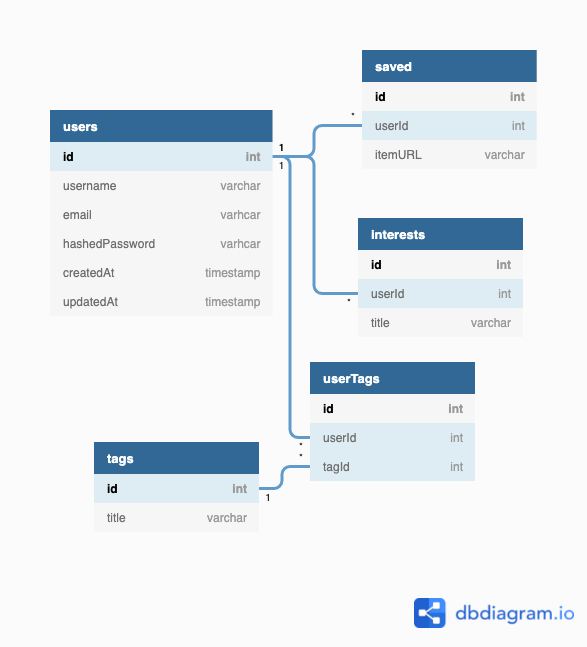 users
id int
username varchar
email varhcar
hashedPassword varhcar
createdAt timestamp
updatedAt timestamp
1
1
saved
id int
*
userId int
itemURL varchar
interests
id int
userId int
*
title varchar
userTags
id int
userId int
*
*
tagId int
tags
id int
1
title varchar
dbdiagram.io